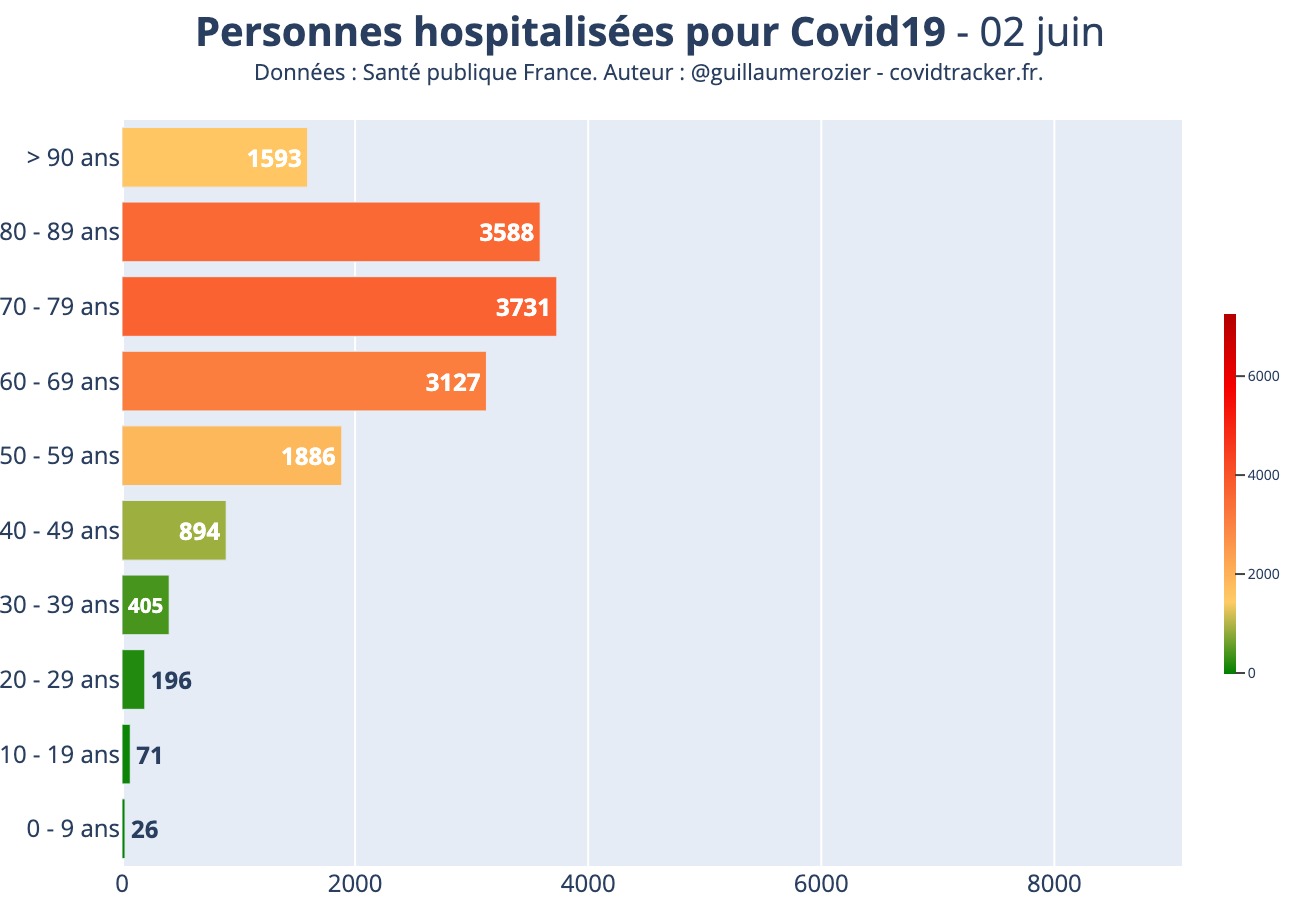 Personnes hospitalisées pour Covid19 - 02 juin
Données : Santé publique France. Auteur : @guillaumerozier - covidtracker.fr.
> 90 ans 1593
80 - 89 ans 3588
70 - 79 ans 3731
60 - 69 ans 3127
50 - 59 ans 1886
40 - 49 ans 894
30 - 39 ans 405
20 - 29 ans 196
10 - 19 ans 71
0 - 9 ans 26
0 2000 4000 6000 8000
6000
4000
2000
0